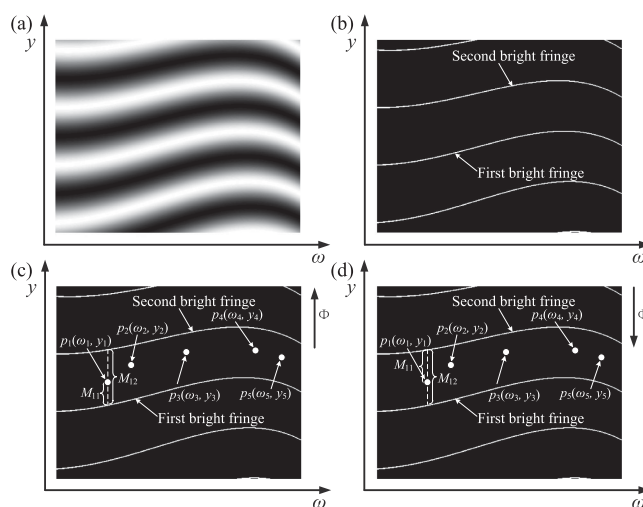 (a)
y
ω
(b)
y
Second bright fringe
First bright fringe
ω
(c)
y
Second bright fringe
p1(ω1, y1)
p2(ω2, y2)
p4(ω4, y4)
Φ
M11
M12
p3(ω3, y3)
p5(ω5, y5)
First bright fringe
ω
(d)
y
Second bright fringe
p1(ω1, y1)
p2(ω2, y2)
p4(ω4, y4)
Φ
M11
M12
p3(ω3, y3)
p5(ω5, y5)
First bright fringe
ω